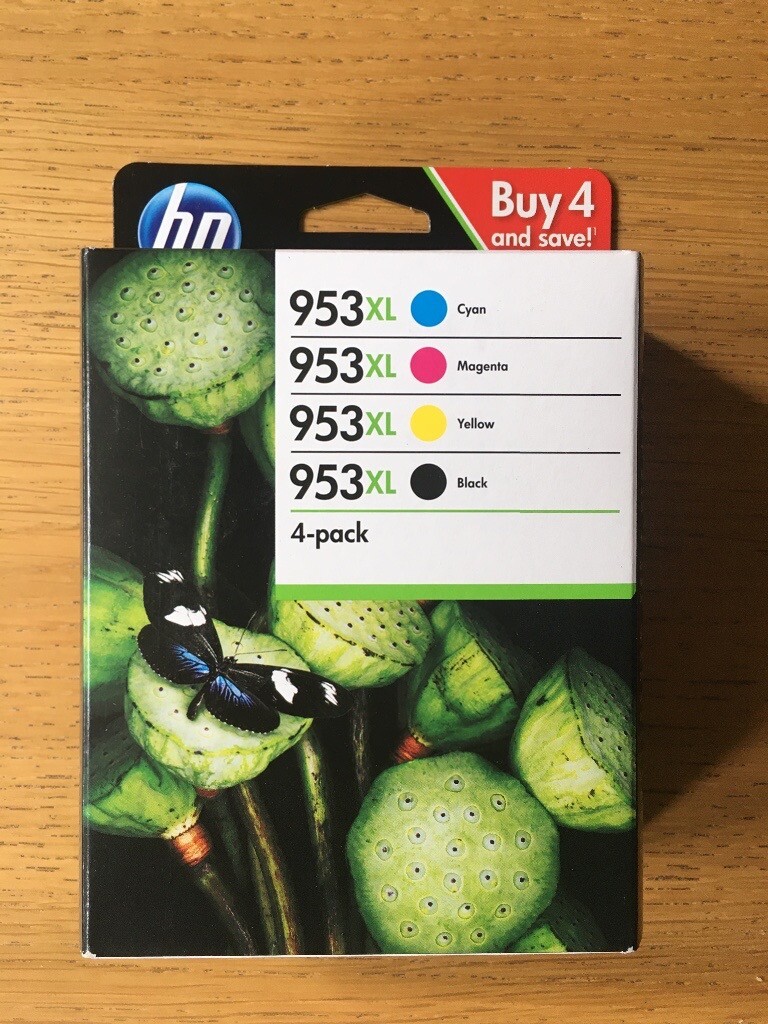 hp
Buy 4
and save!¹
953XL Cyan
953XL Magenta
953XL Yellow
953XL Black
4-pack